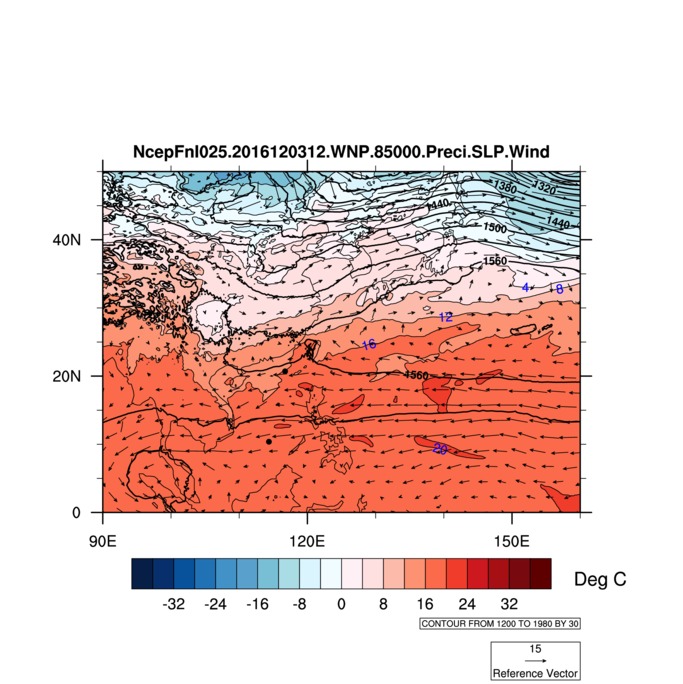 NcepFnl025.2016120312.WNP.85000.Preci.SLP.Wind
1380
1320
1440
1440
1500
40N
1560
4
8
12
16
20N
1560
20
0
90E
120E
150E
Deg C
-32
-24
-16
-8
0
8
16
24
32
CONTOUR FROM 1200 TO 1980 BY 30
15
Reference Vector